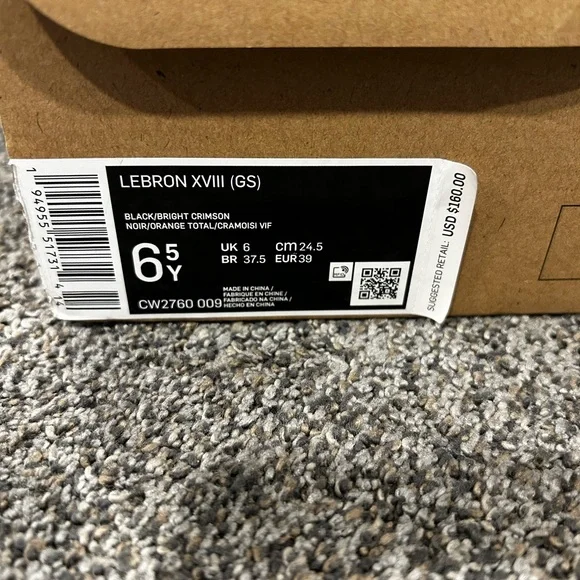 LEBRON XVIII (GS)
BLACK/BRIGHT CRIMSON
NOIR/ORANGE TOTAL/CRAMOISI VIF
6.5Y
UK 6 cm 24.5
BR 37.5 EUR 39
CW2760 009
MADE IN CHINA/
FABRIQUE EN CHINE/
FABRICADO NA CHINA/
HECHO EN CHINA
SUGGESTED RETAIL: USD $160.00